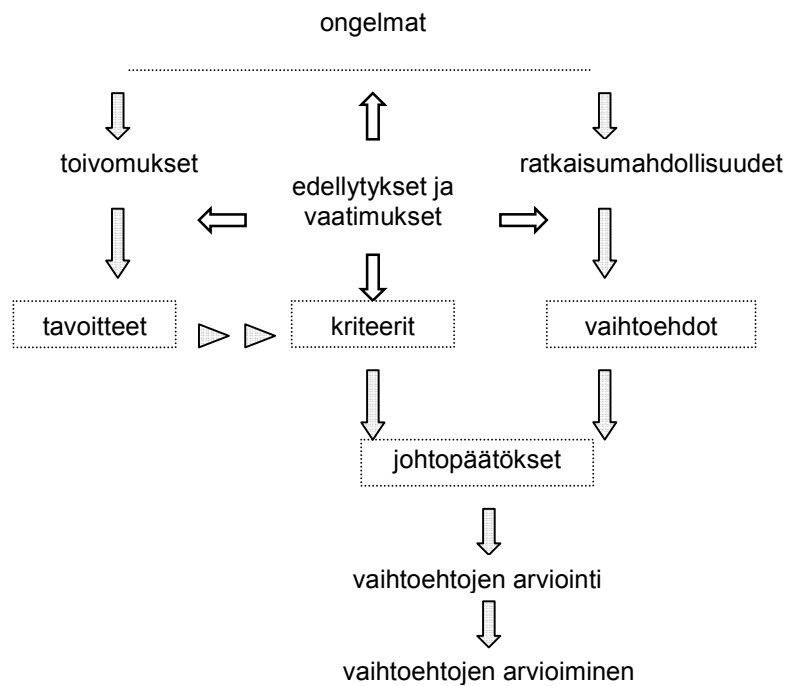 ongelmat
toivomukset
ratkaisumahdollisuudet
edellytykset ja
vaatimukset
tavoitteet
kriteerit
vaihtoehdot
johtopäätökset
vaihtoehtojen arviointi
vaihtoehtojen arvioiminen